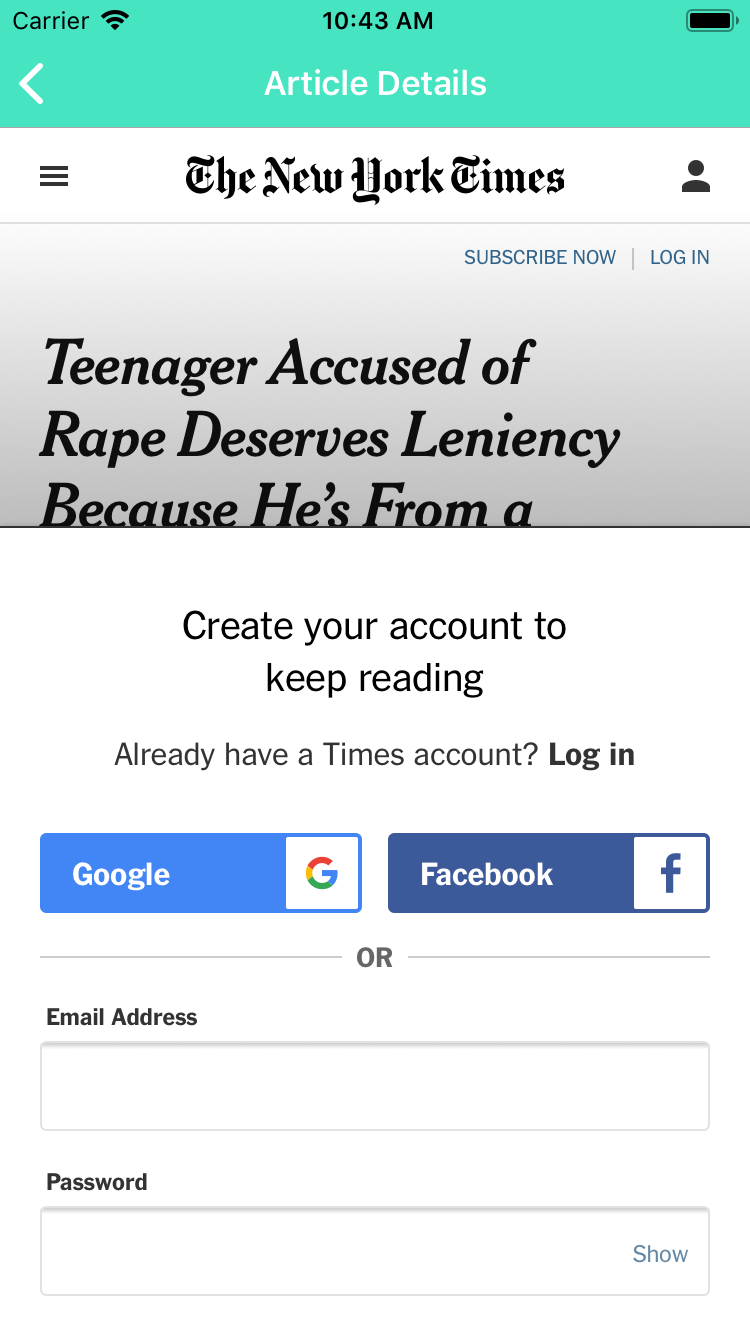 Carrier 10:43 AM
Article Details
The New York Times
SUBSCRIBE NOW | LOG IN
Teenager Accused of
Rape Deserves Leniency
Because He’s From a
Create your account to
keep reading
Already have a Times account? Log in
Google G Facebook f
OR
Email Address
Password
Show